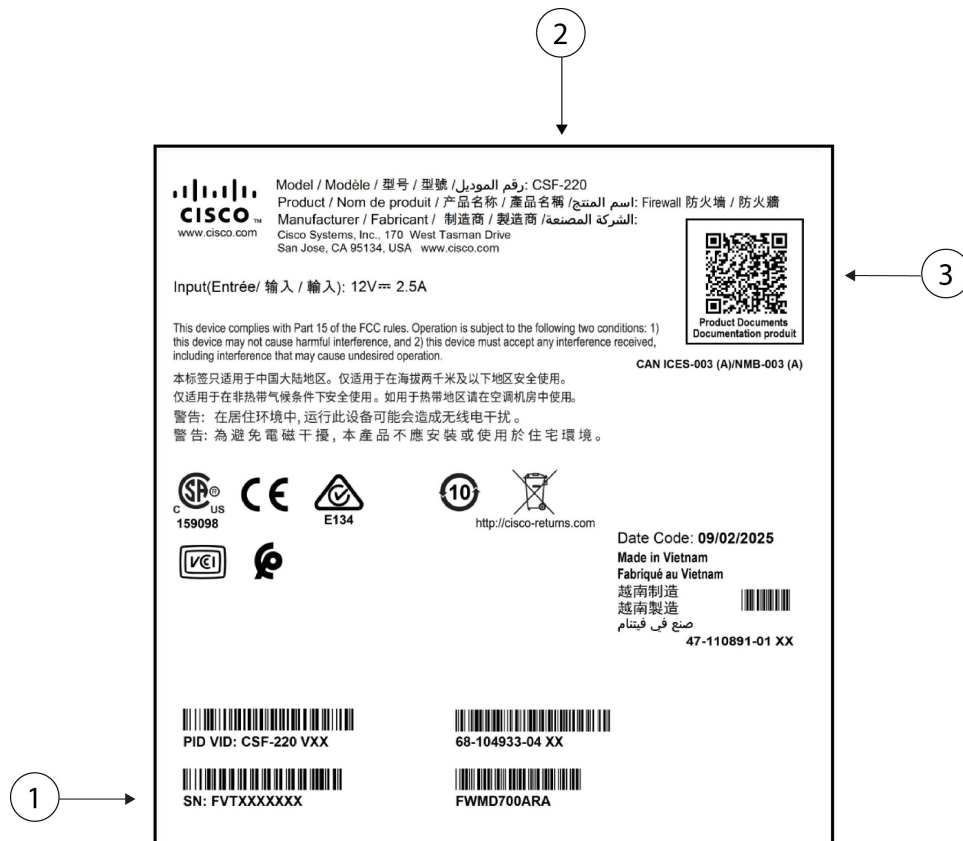 2
CISCO TM
www.cisco.com
Model / Modèle / 型号 / 型號 /رقم الموديل: CSF-220
Product / Nom de produit / 产品名称 / 產品名稱 /اسم المنتج: Firewall 防火墙 / 防火牆
Manufacturer / Fabricant / 制造商 / 製造商 /الشركة المصنعة:
Cisco Systems, Inc., 170 West Tasman Drive
San Jose, CA 95134, USA www.cisco.com
3
Product Documents
Documentation produit
Input(Entrée/ 输入 / 輸入): 12V⎓ 2.5A
This device complies with Part 15 of the FCC rules. Operation is subject to the following two conditions: 1)
this device may not cause harmful interference, and 2) this device must accept any interference received,
including interference that may cause undesired operation.
CAN ICES-003 (A)/NMB-003 (A)
本标签只适用于中国大陆地区。仅适用于在海拔两千米及以下地区安全使用。
仅适用于在非热带气候条件下安全使用。如用于热带地区请在空调机房中使用。
警告: 在居住环境中, 运行此设备可能会造成无线电干扰。
警告: 為避免電磁干擾, 本產品不應安裝或使用於住宅環境。
C SA ® US
159098
CE
E134
10
http://cisco-returns.com
VCI
Date Code: 09/02/2025
Made in Vietnam
Fabriqué au Vietnam
越南制造
越南製造
صنع في فيتنام
47-110891-01 XX
PID VID: CSF-220 VXX
68-104933-04 XX
1
SN: FVTXXXXXXX
FWMD700ARA